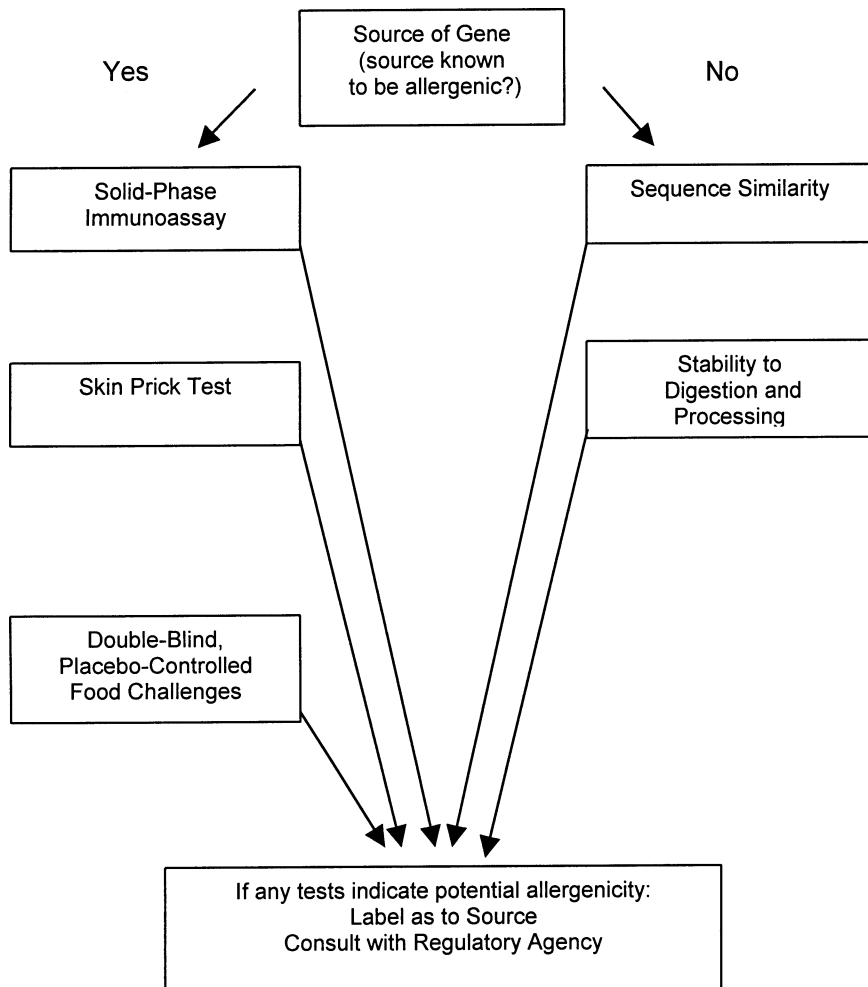 Source of Gene
(source known
to be allergenic?)
Yes
No
Solid-Phase
Immunoassay
Sequence Similarity
Skin Prick Test
Stability to
Digestion and
Processing
Double-Blind,
Placebo-Controlled
Food Challenges
If any tests indicate potential allergenicity:
Label as to Source
Consult with Regulatory Agency